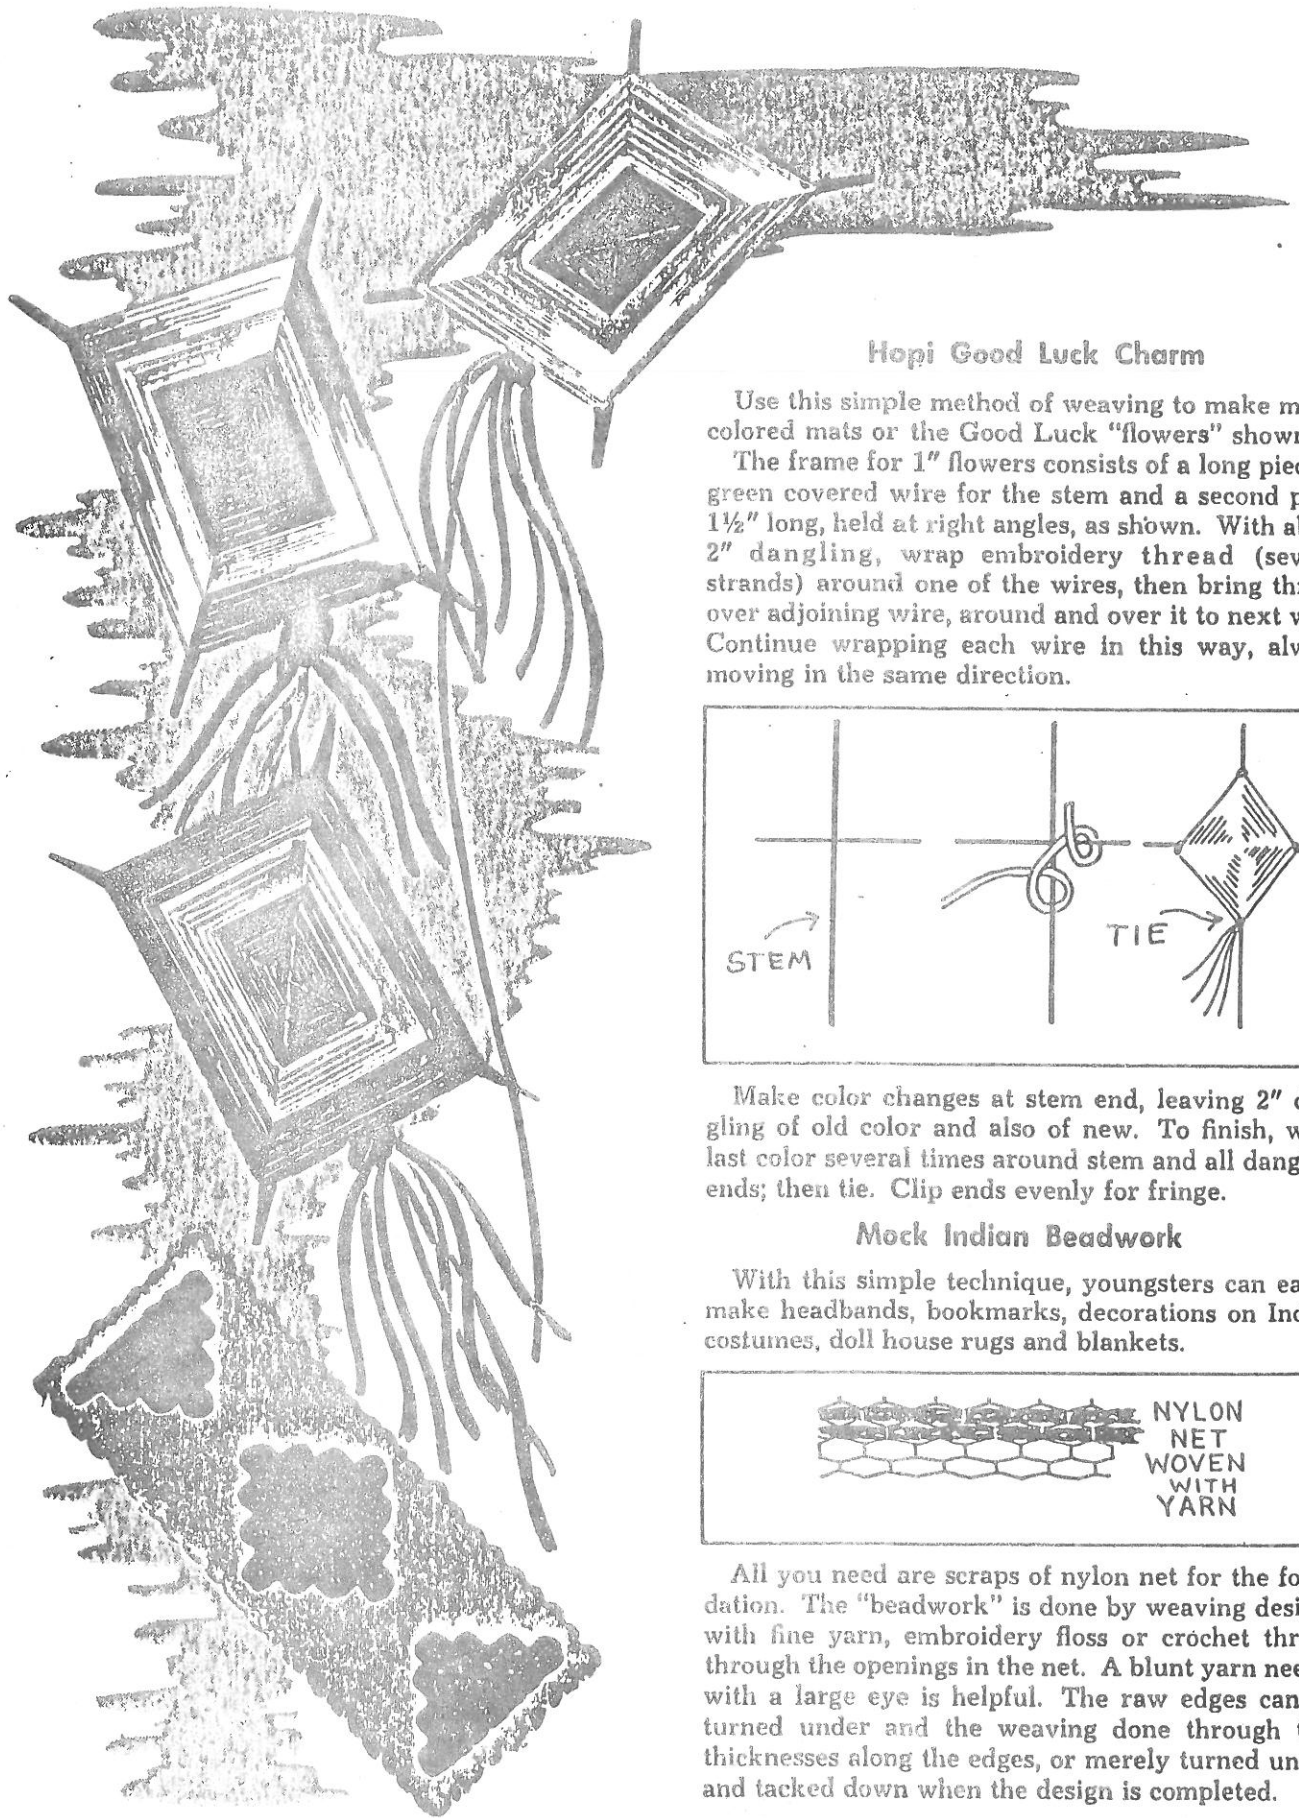 Hopi Good Luck Charm
Use this simple method of weaving to make m
colored mats or the Good Luck "flowers" shown
The frame for 1" flowers consists of a long piec
green covered wire for the stem and a second p
1½" long, held at right angles, as shown. With al
2" dangling, wrap embroidery thread (sev
strands) around one of the wires, then bring thr
over adjoining wire, around and over it to next w
Continue wrapping each wire in this way, alw
moving in the same direction.
STEM
TIE
Make color changes at stem end, leaving 2" d
gling of old color and also of new. To finish, w
last color several times around stem and all dang
ends; then tie. Clip ends evenly for fringe.
Mock Indian Beadwork
With this simple technique, youngsters can ea
make headbands, bookmarks, decorations on Ind
costumes, doll house rugs and blankets.
NYLON
NET
WOVEN
WITH
YARN
All you need are scraps of nylon net for the fo
dation. The "beadwork" is done by weaving desi
with fine yarn, embroidery floss or crochet thr
through the openings in the net. A blunt yarn nee
with a large eye is helpful. The raw edges can
turned under and the weaving done through t
thicknesses along the edges, or merely turned un
and tacked down when the design is completed.